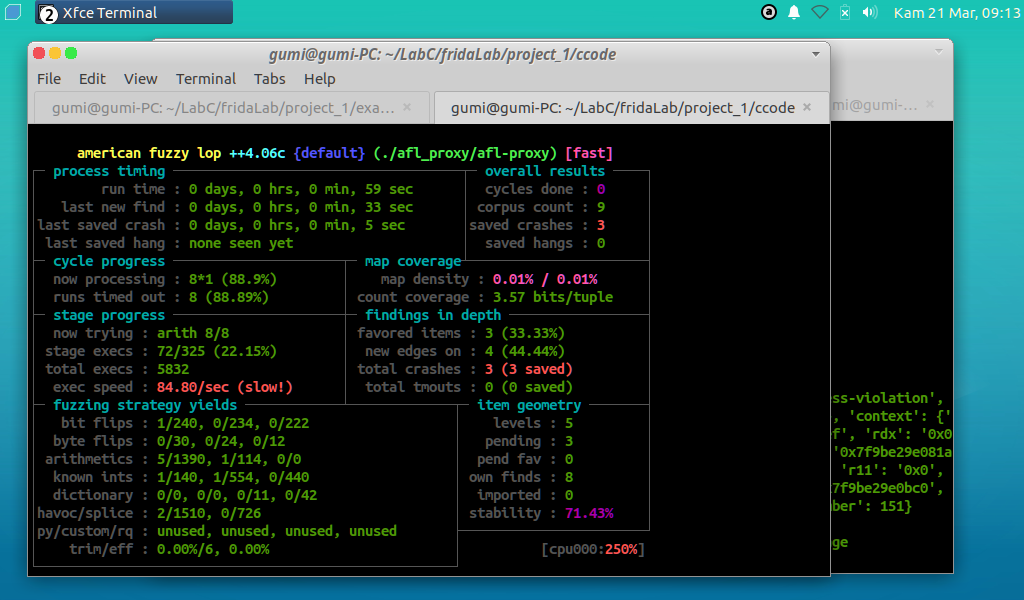 2 Xfce Terminal
Kam 21 Mar, 09:13
gumi@gumi-PC: ~/LabC/fridaLab/project_1/ccode
File Edit View Terminal Tabs Help
gumi@gumi-PC: ~/LabC/fridaLab/project_1/exa… × gumi@gumi-PC: ~/LabC/fridaLab/project_1/ccode ×
mi@gumi-… ×
american fuzzy lop ++4.06c {default} (./afl_proxy/afl-proxy) [fast]
process timing overall results
run time : 0 days, 0 hrs, 0 min, 59 sec cycles done : 0
last new find : 0 days, 0 hrs, 0 min, 33 sec corpus count : 9
last saved crash : 0 days, 0 hrs, 0 min, 5 sec saved crashes : 3
last saved hang : none seen yet saved hangs : 0
cycle progress map coverage
now processing : 8*1 (88.9%) map density : 0.01% / 0.01%
runs timed out : 8 (88.89%) count coverage : 3.57 bits/tuple
stage progress findings in depth
now trying : arith 8/8 favored items : 3 (33.33%)
stage execs : 72/325 (22.15%) new edges on : 4 (44.44%)
total execs : 5832 total crashes : 3 (3 saved)
exec speed : 84.80/sec (slow!) total tmouts : 0 (0 saved)
fuzzing strategy yields item geometry
bit flips : 1/240, 0/234, 0/222 levels : 5
byte flips : 0/30, 0/24, 0/12 pending : 3
arithmetics : 5/1390, 1/114, 0/0 pend fav : 0
known ints : 1/140, 1/554, 0/440 own finds : 8
dictionary : 0/0, 0/0, 0/11, 0/42 imported : 0
havoc/splice : 2/1510, 0/726 stability : 71.43%
py/custom/rq : unused, unused, unused, unused
trim/eff : 0.00%/6, 0.00% [cpu000:250%]
ss-violation',
, 'context': {'
f', 'rdx': '0x0
'0x7f9be29e081a
'r11': '0x0',
7f9be29e0bc0',
ber': 151}
ge